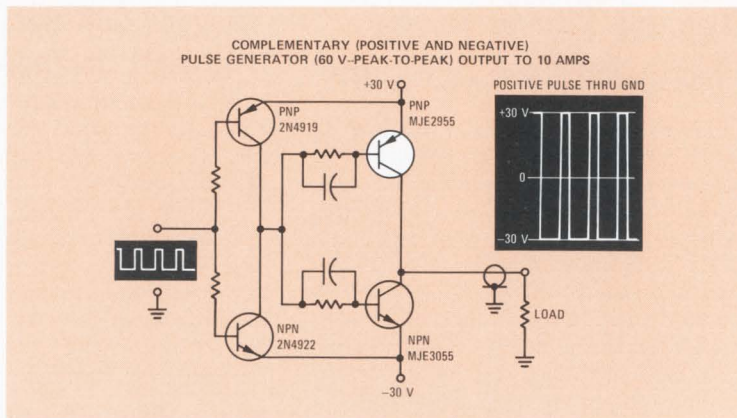 COMPLEMENTARY (POSITIVE AND NEGATIVE)
PULSE GENERATOR (60 V–PEAK-TO-PEAK) OUTPUT TO 10 AMPS
+30 V
PNP
2N4919
PNP
MJE2955
POSITIVE PULSE THRU GND
+30 V
0
-30 V
LOAD
NPN
2N4922
NPN
MJE3055
-30 V